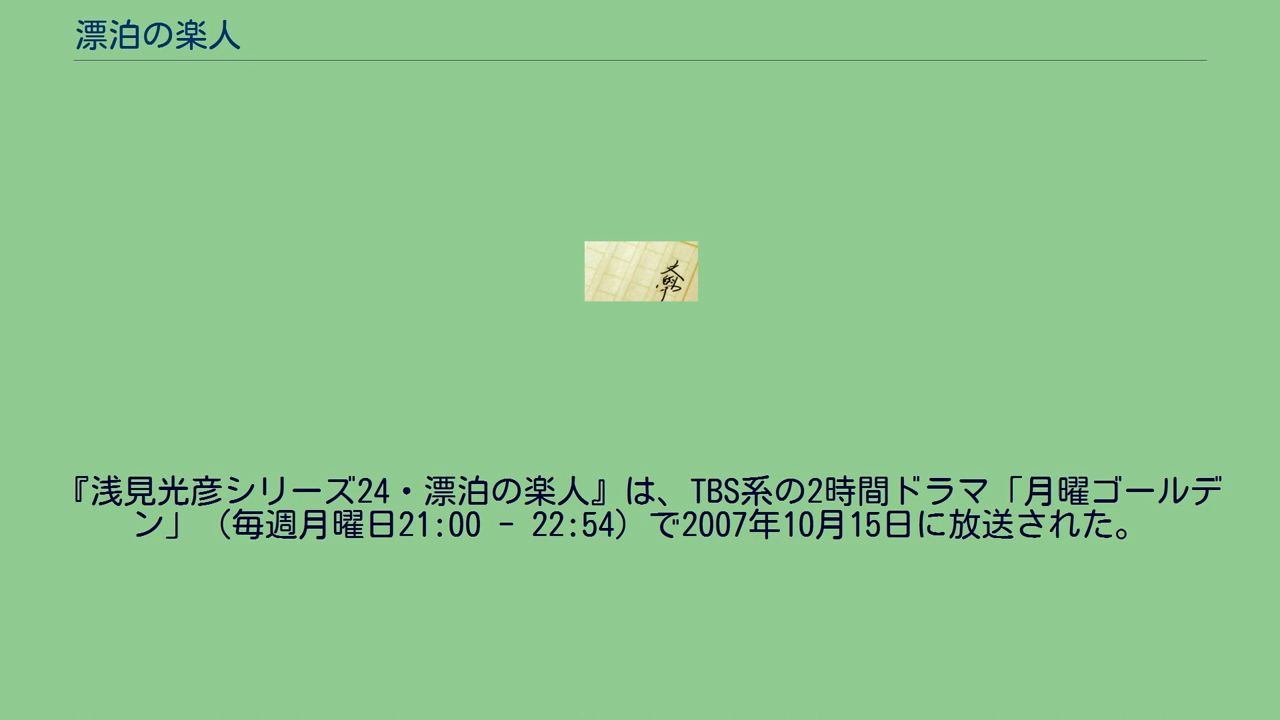 漂泊の楽人
『浅見光彦シリーズ24・漂泊の楽人』は、TBS系の2時間ドラマ「月曜ゴールデ
ン」（毎週月曜日21:00 - 22:54）で2007年10月15日に放送された。